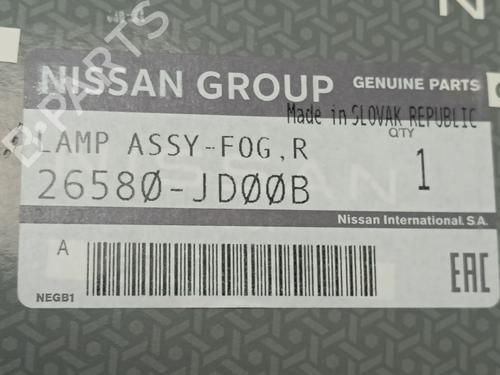 NISSAN GROUP
GENUINE PARTS
Made in SLOVAK REPUBLIC
LAMP ASSY-FOG,R
QTY
26580-JD00B
1
Nissan International S.A.
A
NEGB1
EAC
B-PARTS